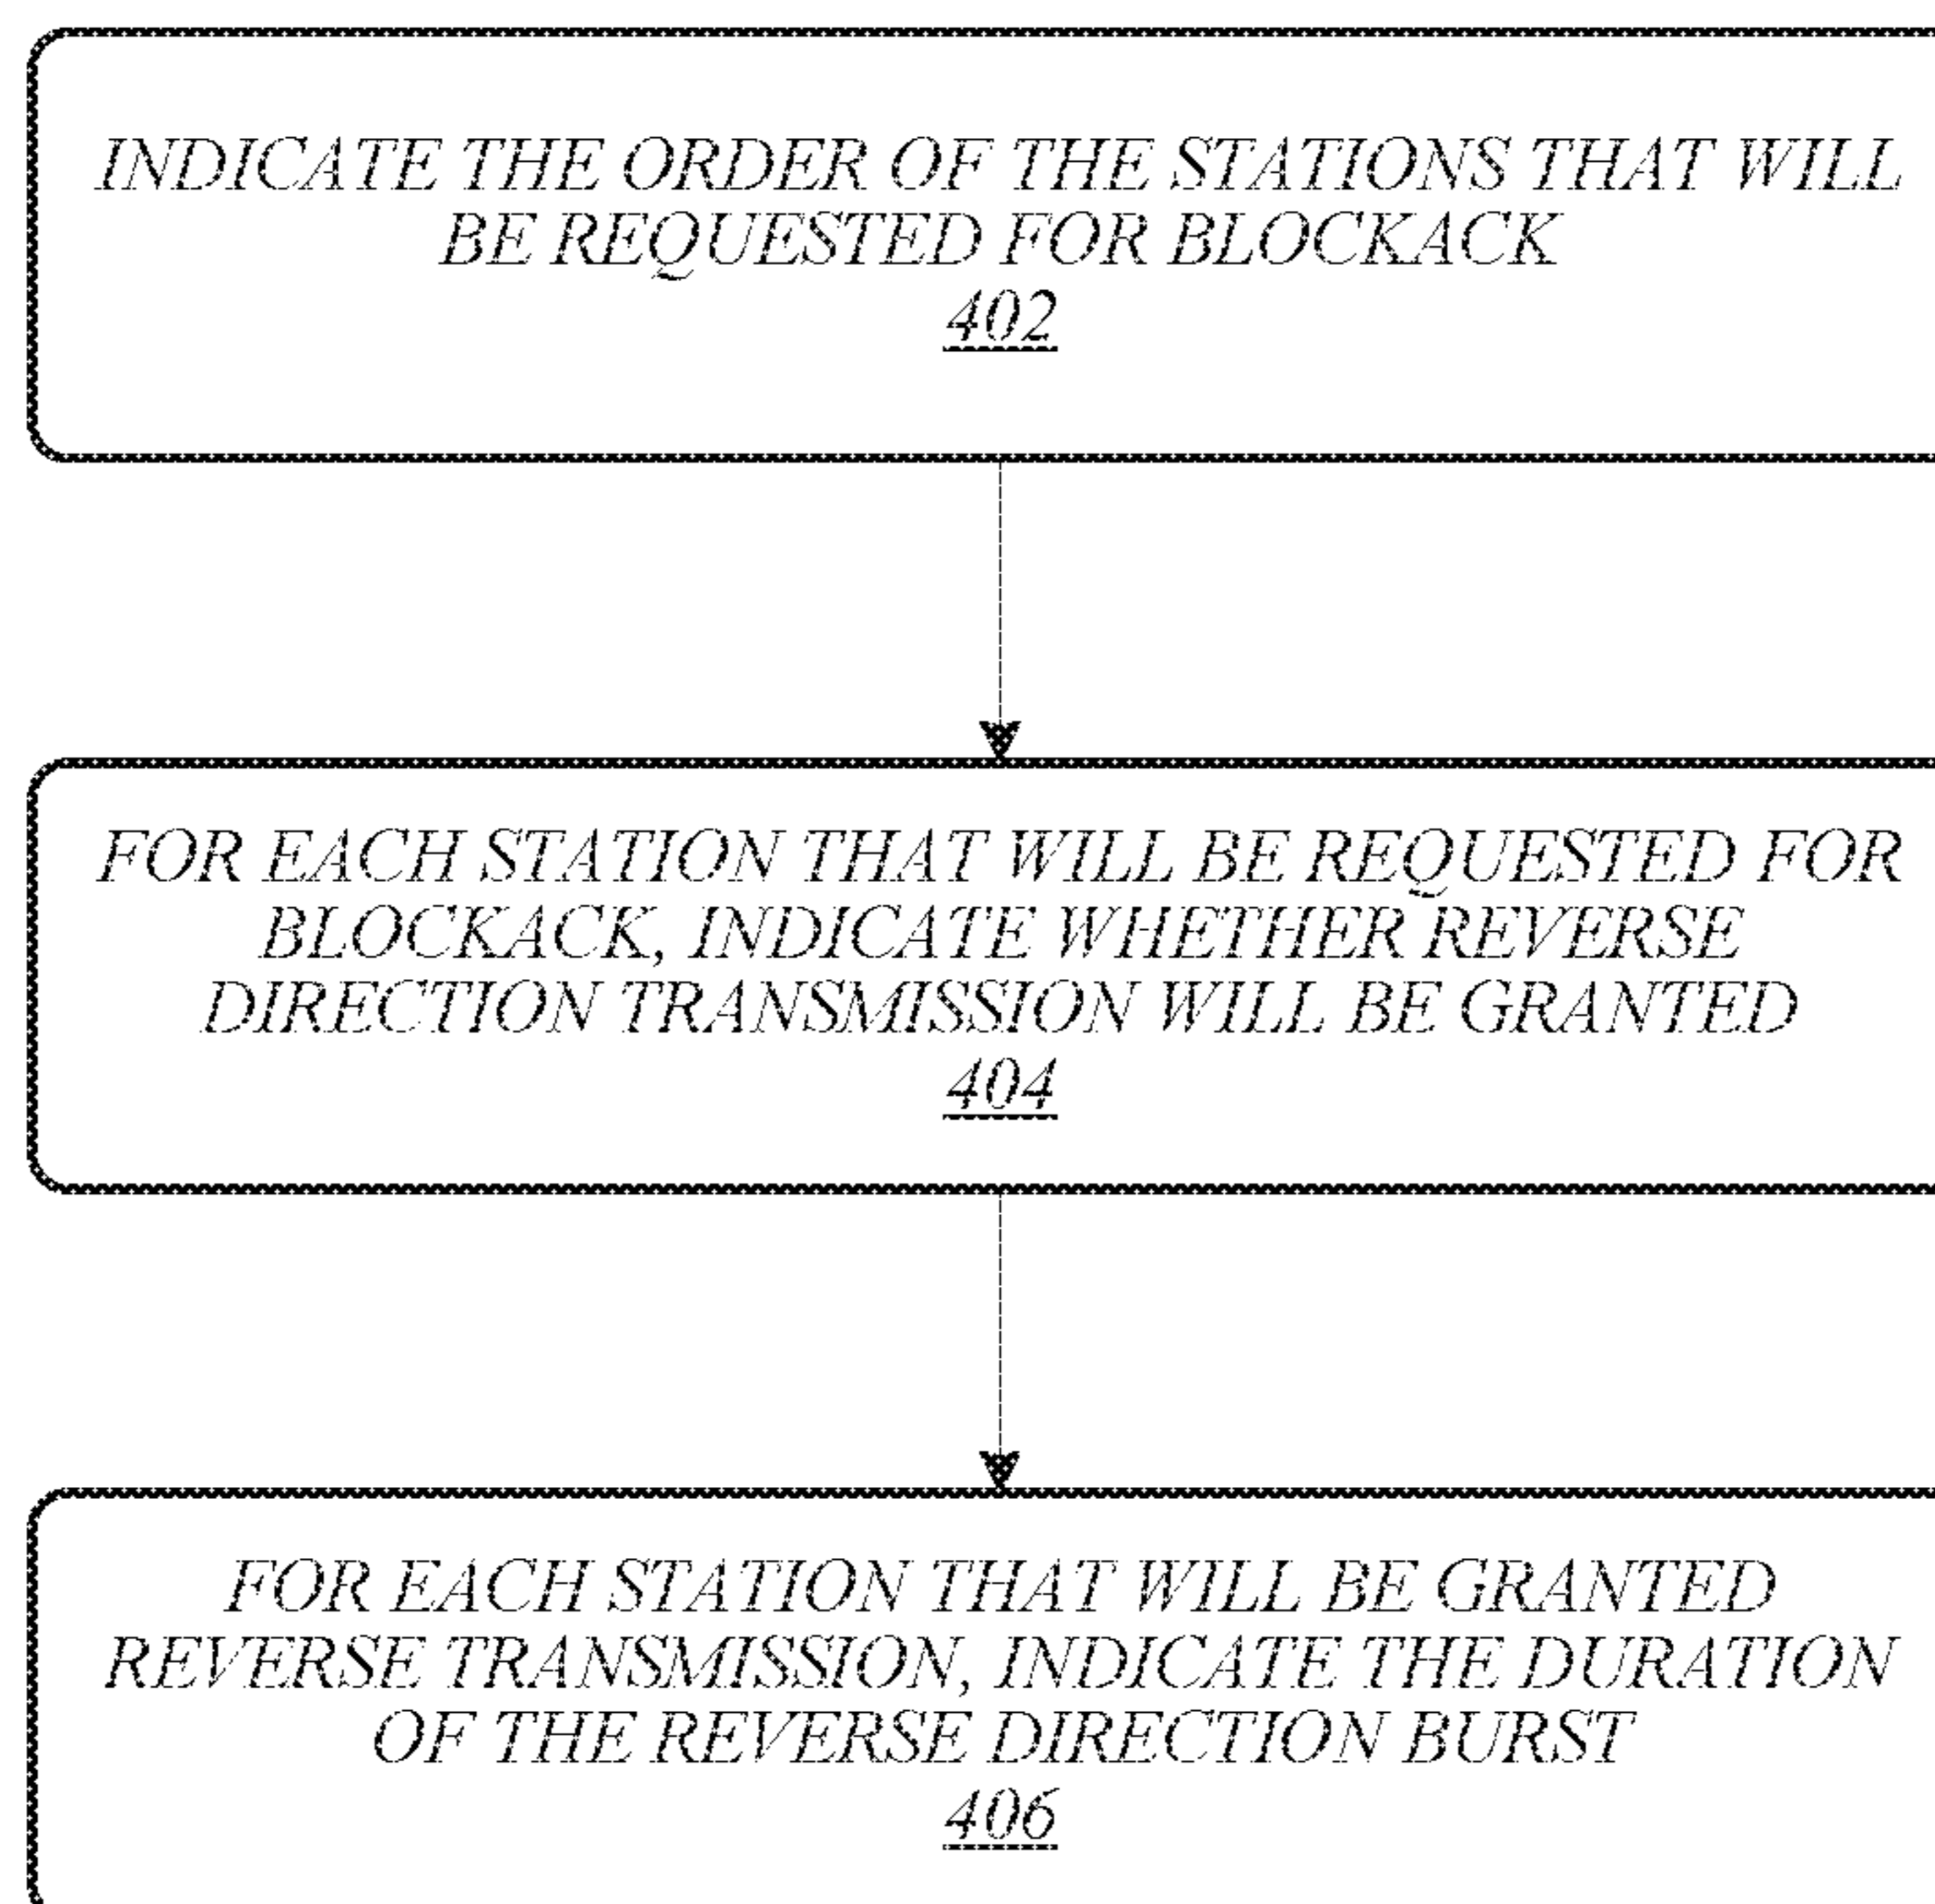 INDICATE THE ORDER OF THE STATIONS THAT WILL
BE REQUESTED FOR BLOCKACK
402
FOR EACH STATION THAT WILL BE REQUESTED FOR
BLOCKACK, INDICATE WHETHER REVERSE
DIRECTION TRANSMISSION WILL BE GRANTED
404
FOR EACH STATION THAT WILL BE GRANTED
REVERSE TRANSMISSION, INDICATE THE DURATION
OF THE REVERSE DIRECTION BURST
406